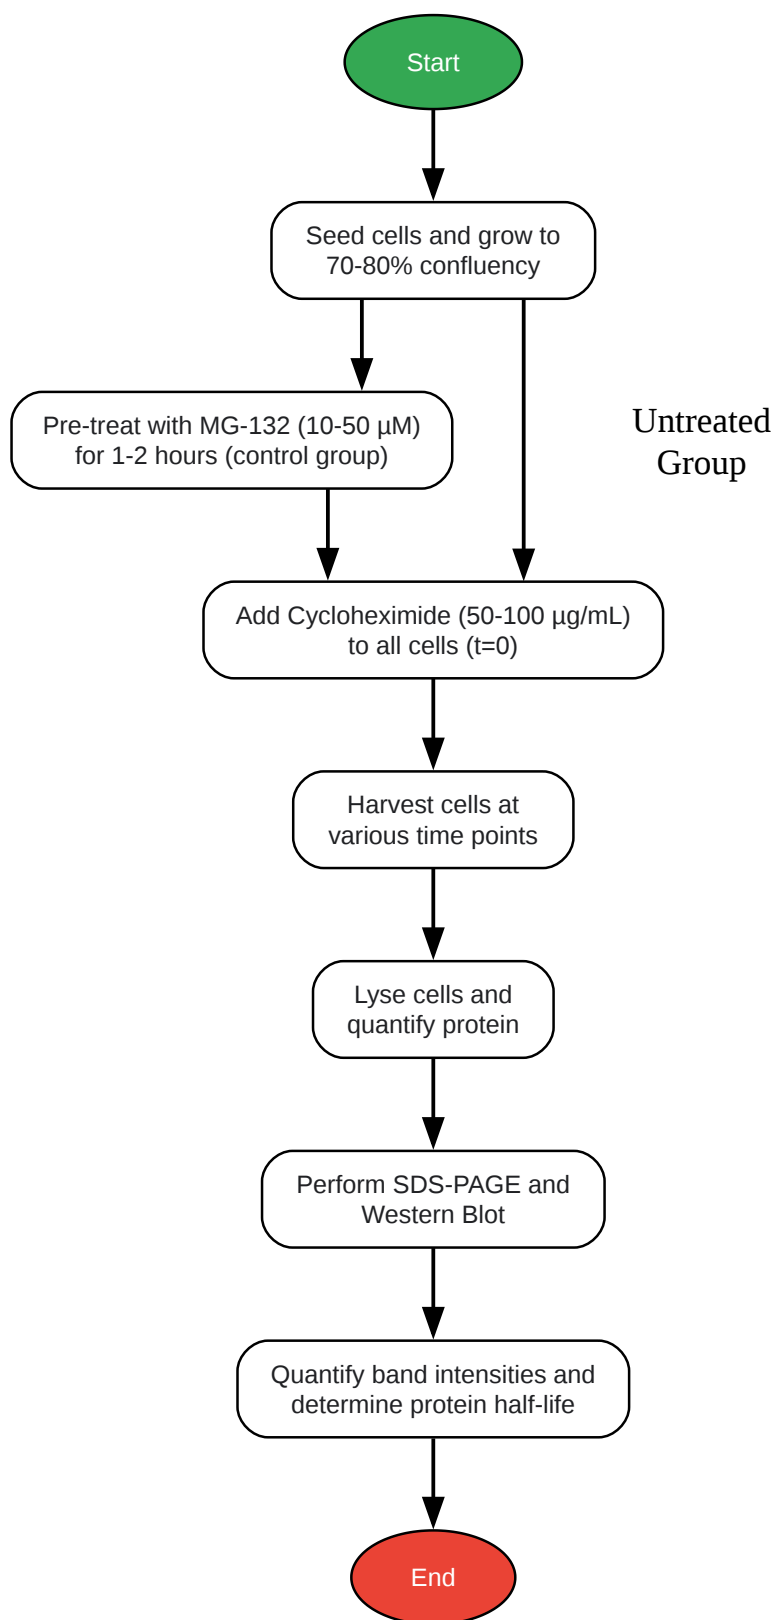 Start
Seed cells and grow to
70-80% confluency
Pre-treat with MG-132 (10-50 µM)
for 1-2 hours (control group)
Untreated
Group
Add Cycloheximide (50-100 µg/mL)
to all cells (t=0)
Harvest cells at
various time points
Lyse cells and
quantify protein
Perform SDS-PAGE and
Western Blot
Quantify band intensities and
determine protein half-life
End